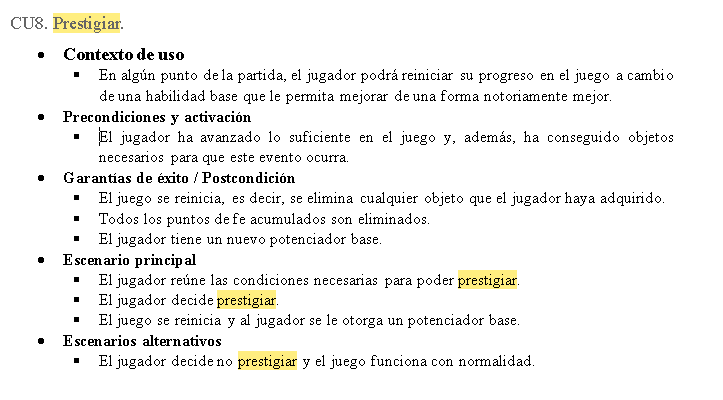 CU8. Prestigiar.
• Contexto de uso
▪ En algún punto de la partida, el jugador podrá reiniciar su progreso en el juego a cambio
de una habilidad base que le permita mejorar de una forma notoriamente mejor.
• Precondiciones y activación
▪ El jugador ha avanzado lo suficiente en el juego y, además, ha conseguido objetos
necesarios para que este evento ocurra.
• Garantías de éxito / Postcondición
▪ El juego se reinicia, es decir, se elimina cualquier objeto que el jugador haya adquirido.
▪ Todos los puntos de fe acumulados son eliminados.
▪ El jugador tiene un nuevo potenciador base.
• Escenario principal
▪ El jugador reúne las condiciones necesarias para poder prestigiar.
▪ El jugador decide prestigiar.
▪ El juego se reinicia y al jugador se le otorga un potenciador base.
• Escenarios alternativos
▪ El jugador decide no prestigiar y el juego funciona con normalidad.